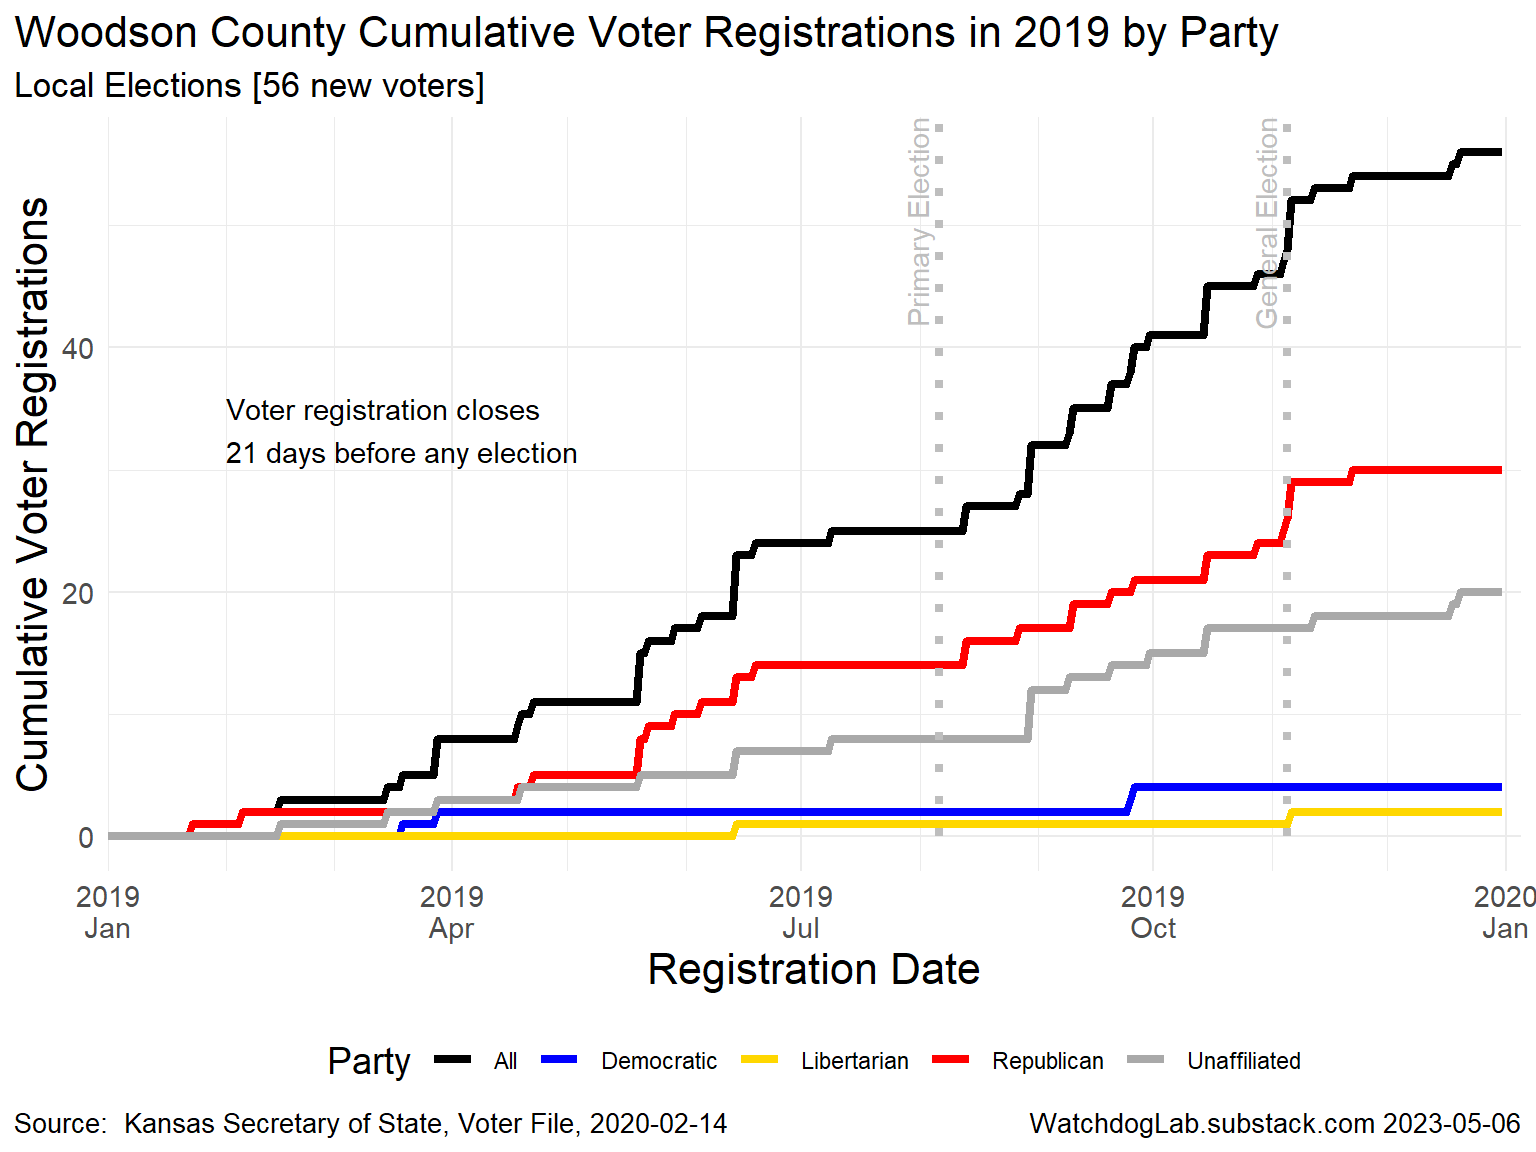 Woodson County Cumulative Voter Registrations in 2019 by Party
Local Elections [56 new voters]
Cumulative Voter Registrations
40
20
0
Primary Election
General Election
Voter registration closes
21 days before any election
2019 2019 2019 2019 2020
Jan Apr Jul Oct Jan
Registration Date
Party All Democratic Libertarian Republican Unaffiliated
Source:  Kansas Secretary of State, Voter File, 2020-02-14
WatchdogLab.substack.com 2023-05-06